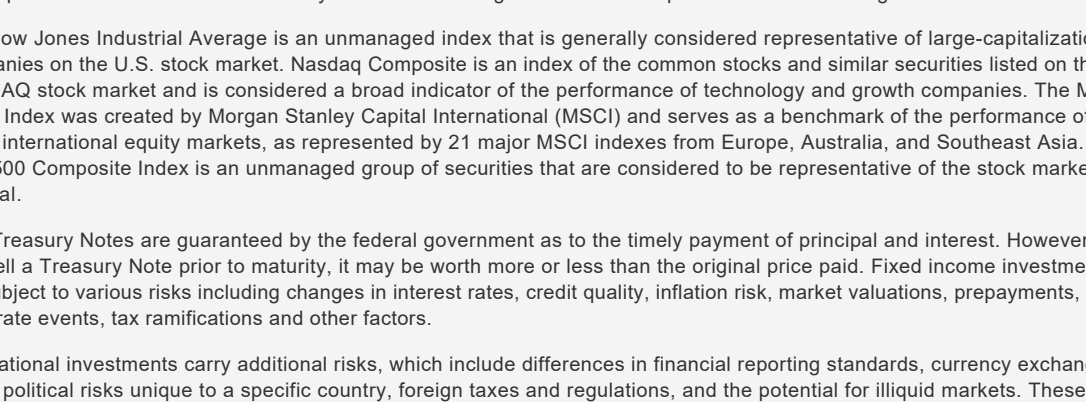 ow Jones Industrial Average is an unmanaged index that is generally considered representative of large-capitalizatio
anies on the U.S. stock market. Nasdaq Composite is an index of the common stocks and similar securities listed on th
AQ stock market and is considered a broad indicator of the performance of technology and growth companies. The M
Index was created by Morgan Stanley Capital International (MSCI) and serves as a benchmark of the performance of
international equity markets, as represented by 21 major MSCI indexes from Europe, Australia, and Southeast Asia.
500 Composite Index is an unmanaged group of securities that are considered to be representative of the stock marke
al.
Treasury Notes are guaranteed by the federal government as to the timely payment of principal and interest. However
ell a Treasury Note prior to maturity, it may be worth more or less than the original price paid. Fixed income investme
bject to various risks including changes in interest rates, credit quality, inflation risk, market valuations, prepayments,
rate events, tax ramifications and other factors.
ational investments carry additional risks, which include differences in financial reporting standards, currency exchan
political risks unique to a specific country, foreign taxes and regulations, and the potential for illiquid markets. These